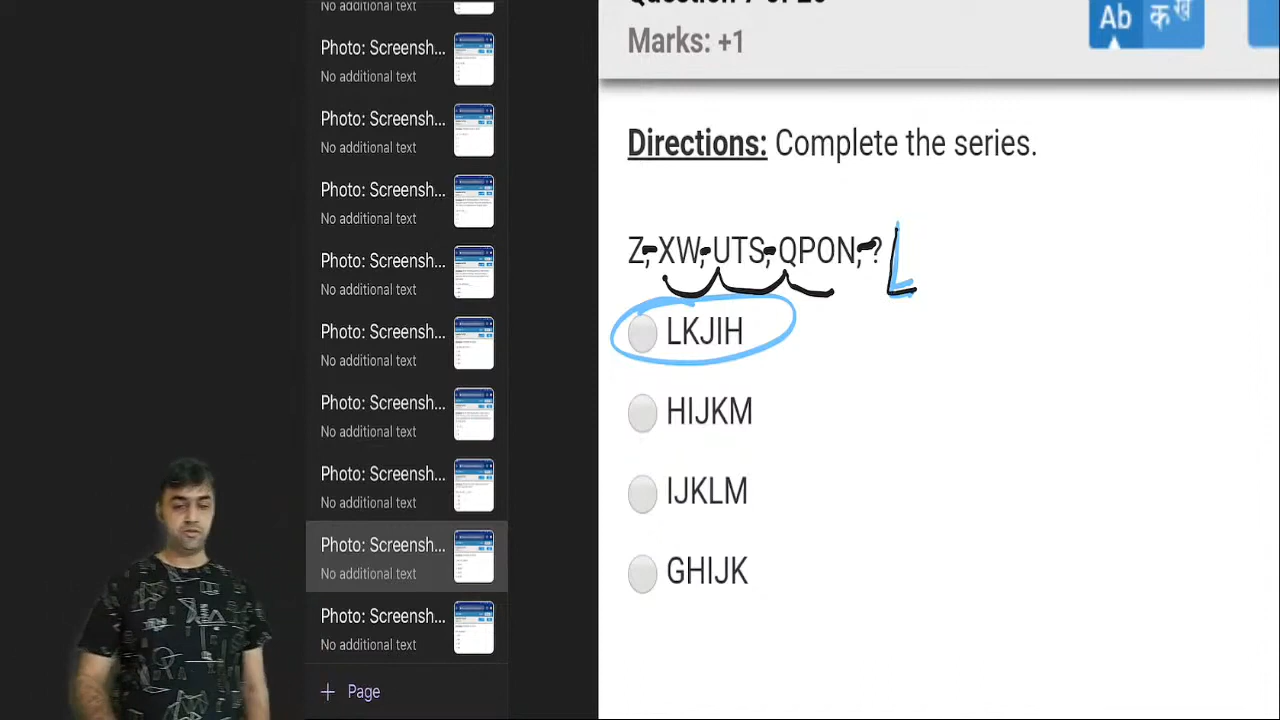 No additional text
Photo: Screensh...
No additional text
Photo: Screensh...
No additional text
Photo: Screensh...
No additional text
Photo: Screensh...
No additional text
Photo: Screensh...
No additional text
Photo: Screensh...
No additional text
Photo: Screensh...
No additional text
Photo: Screensh...
No additional text
Photo: Screensh...
No additional text
+ Page
Marks: +1
Ab कख
Directions: Complete the series.
Z, XW, UTS, QPON, ? L
LKJIH
HIJKM
IJKLM
GHIJK